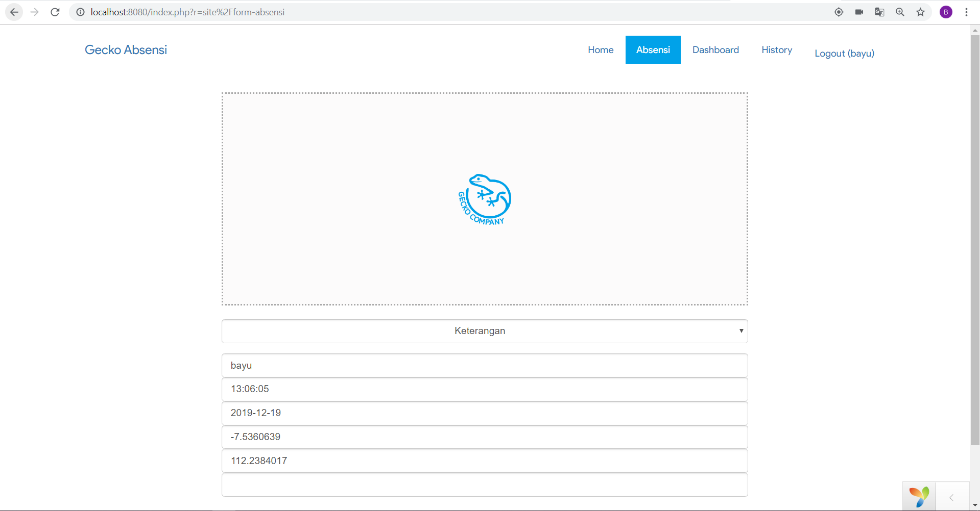 localhost:8080/index.php?r=site%2Fform-absensi
B
Gecko Absensi
Home
Absensi
Dashboard
History
Logout (bayu)
GECKO COMPANY
Keterangan
bayu
13:06:05
2019-12-19
-7.5360639
112.2384017